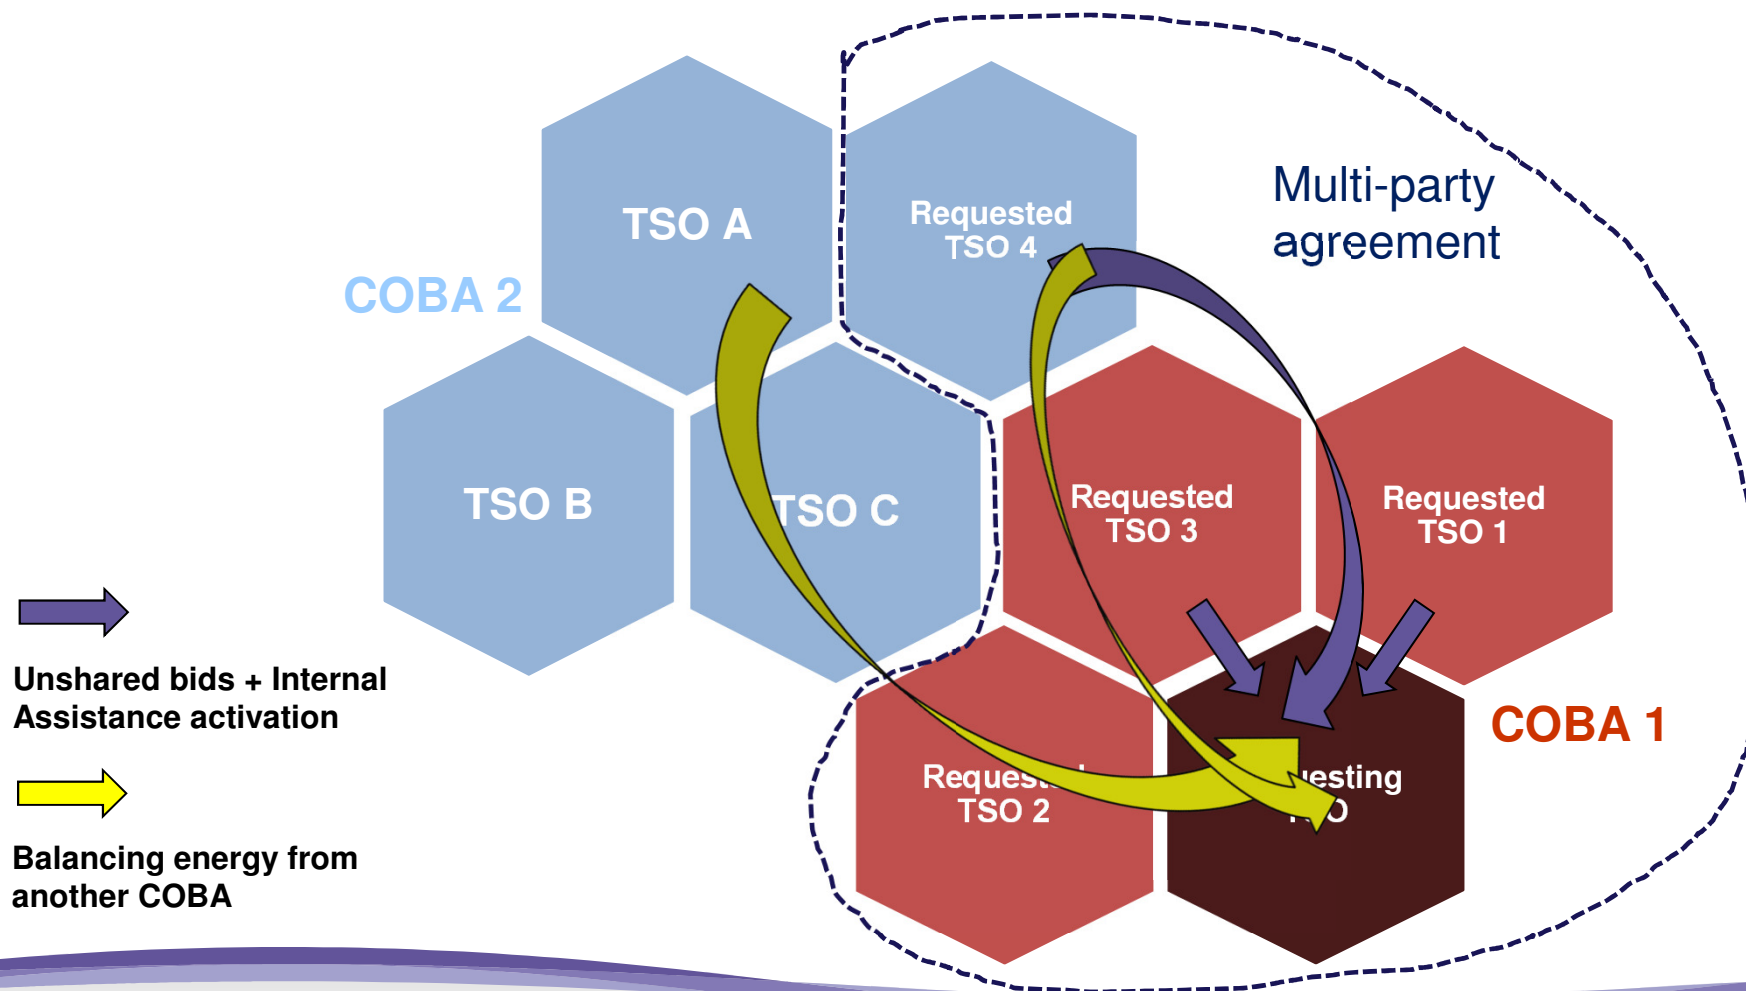 TSO A
Requested
TSO 4
Multi-party
agreement
COBA 2
TSO B
TSO C
Requested
TSO 3
Requested
TSO 1
Unshared bids + Internal
Assistance activation
COBA 1
TSO 2
Balancing energy from
another COBA